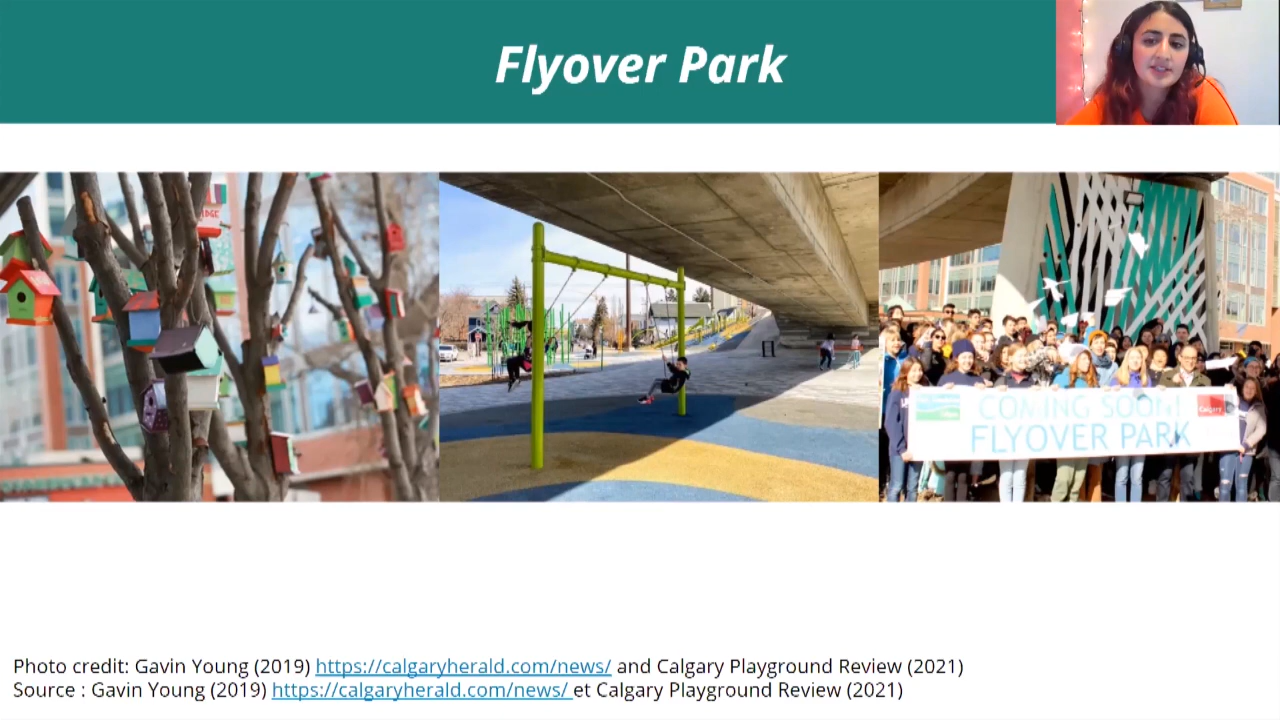 Flyover Park
COMING SOON!
Calgary
FLYOVER PARK
Photo credit: Gavin Young (2019) https://calgaryherald.com/news/ and Calgary Playground Review (2021)
Source : Gavin Young (2019) https://calgaryherald.com/news/ et Calgary Playground Review (2021)